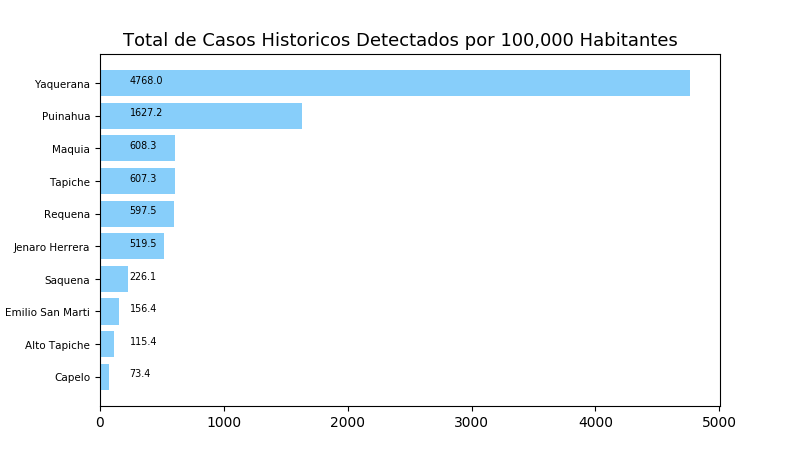 Total de Casos Historicos Detectados por 100,000 Habitantes
Yaquerana 4768.0
Puinahua 1627.2
Maquia 608.3
Tapiche 607.3
Requena 597.5
Jenaro Herrera 519.5
Saquena 226.1
Emilio San Marti 156.4
Alto Tapiche 115.4
Capelo 73.4
0 1000 2000 3000 4000 5000